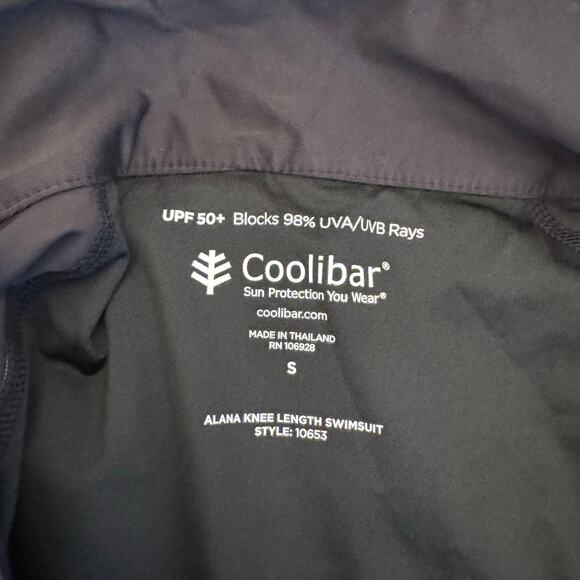 UPF 50+ Blocks 98% UVA/UVB Rays
Coolibar®
Sun Protection You Wear®
coolibar.com
MADE IN THAILAND
RN 106928
S
ALANA KNEE LENGTH SWIMSUIT
STYLE: 10653